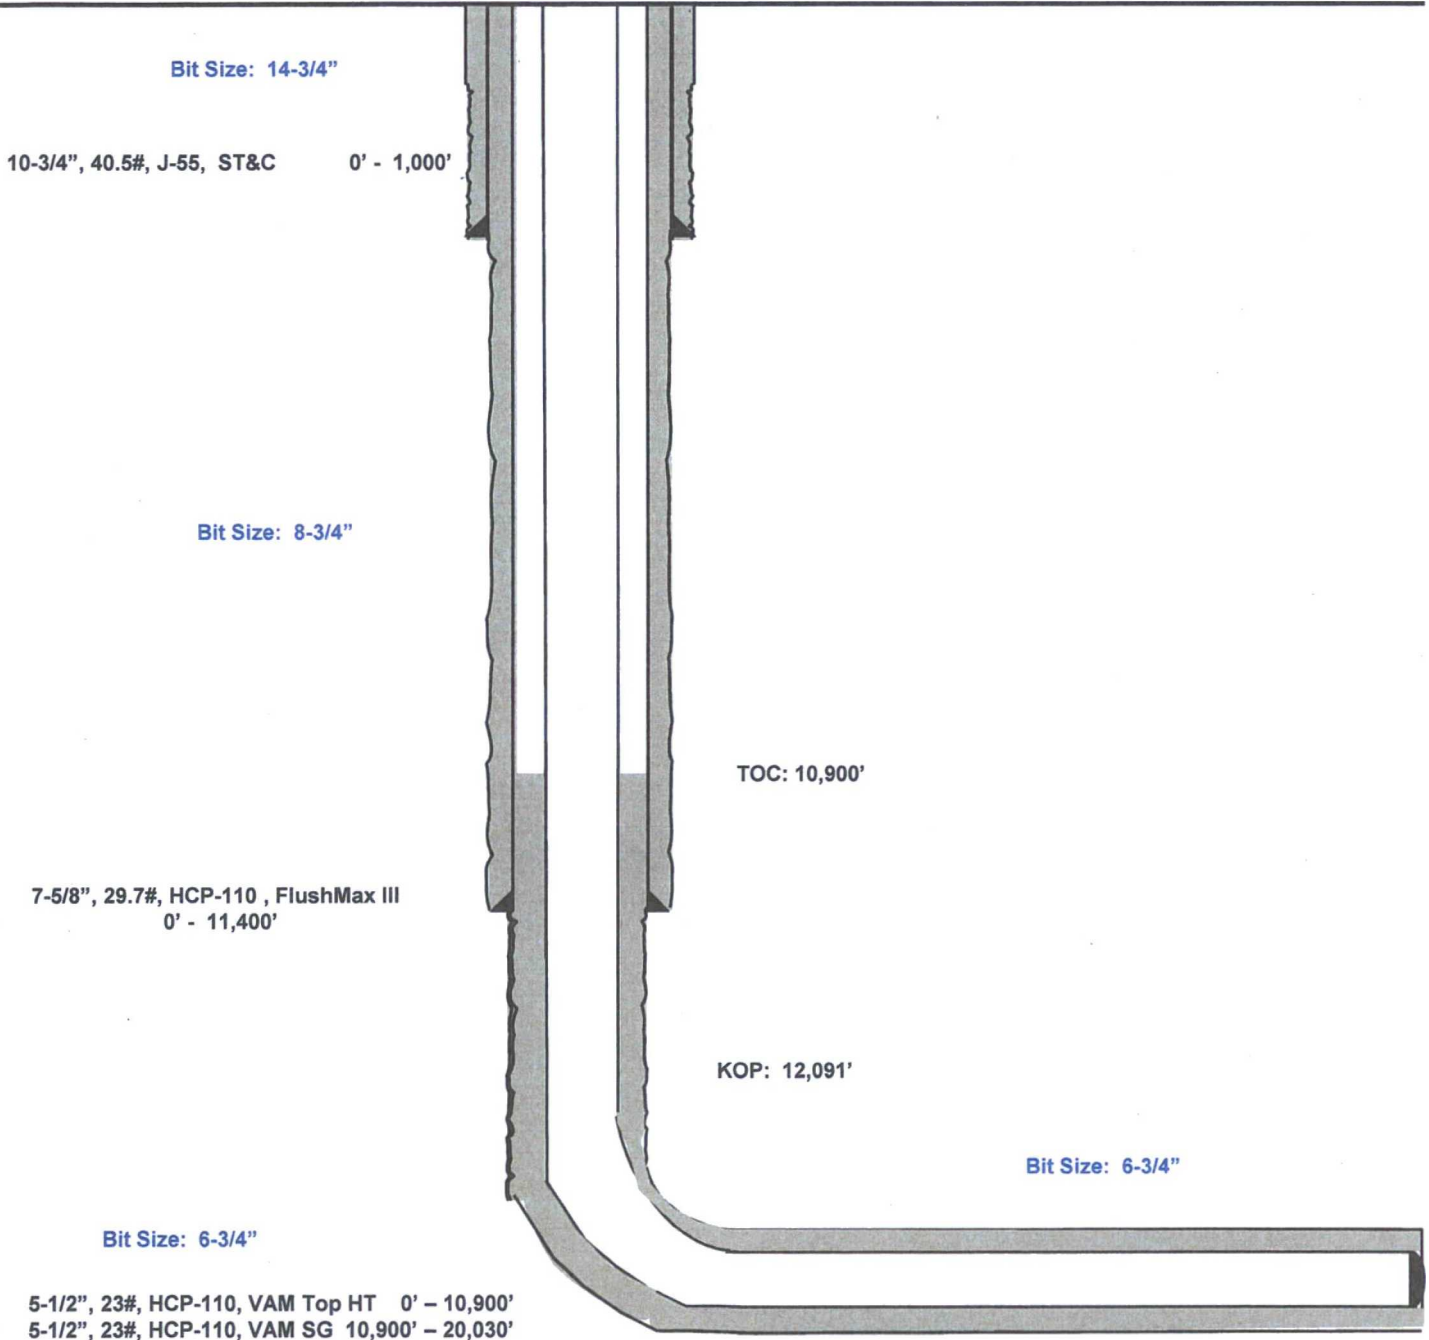 Bit Size: 14-3/4”
10-3/4”, 40.5#, J-55, ST&C 0’ - 1,000’
Bit Size: 8-3/4”
TOC: 10,900’
7-5/8”, 29.7#, HCP-110 , FlushMax III
0’ - 11,400’
KOP: 12,091’
Bit Size: 6-3/4”
Bit Size: 6-3/4”
5-1/2”, 23#, HCP-110, VAM Top HT 0’ – 10,900’
5-1/2”, 23#, HCP-110, VAM SG 10,900’ – 20,030’